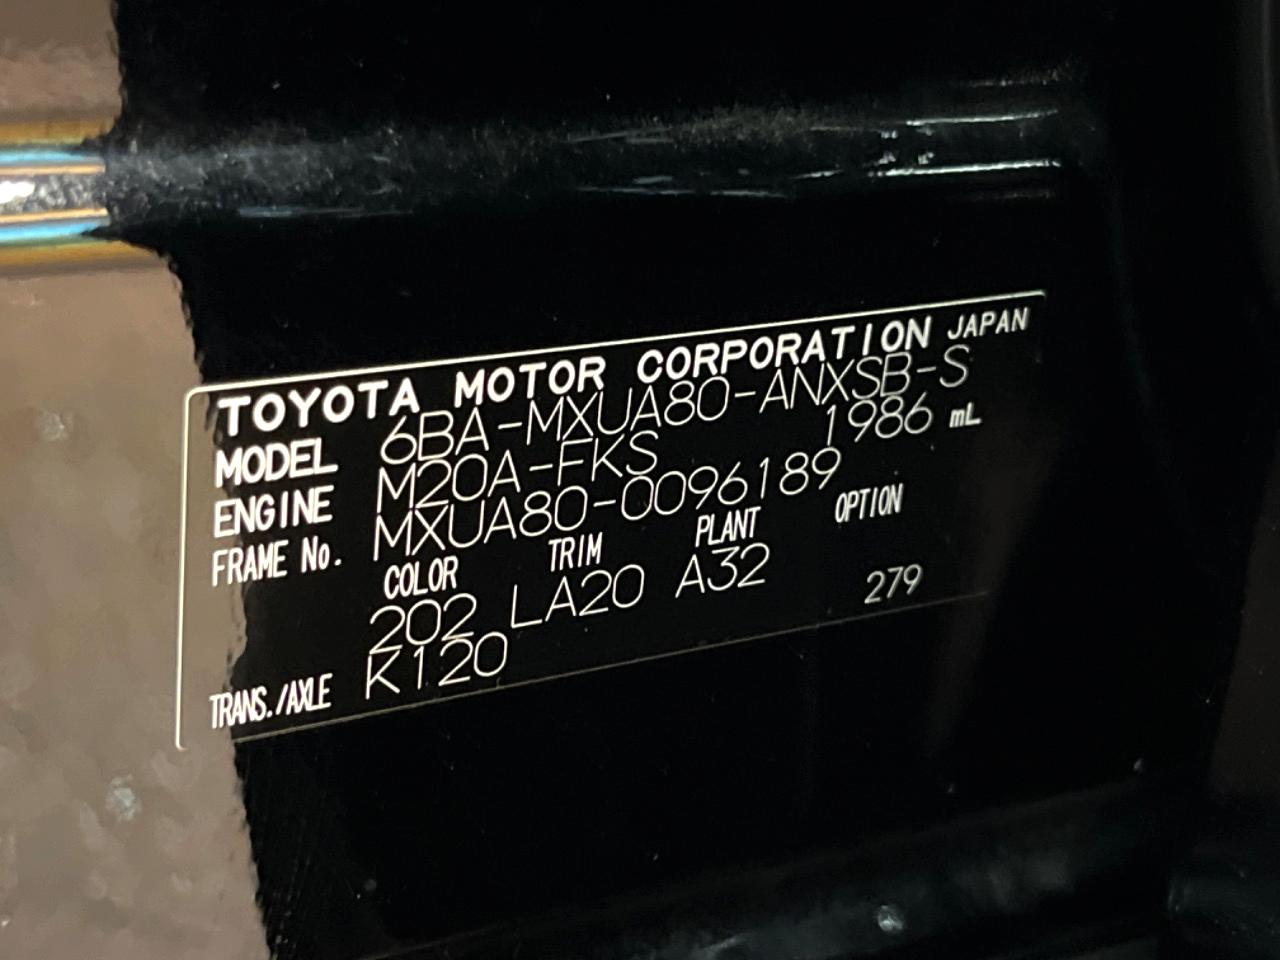 TOYOTA MOTOR CORPORATION JAPAN
MODEL 6BA-MXUA80-ANXSB-S
ENGINE M20A-FKS 1986 mL
FRAME No. MXUA80-0096189
COLOR TRIM PLANT OPTION
202 LA20 A32 279
TRANS./AXLE K120